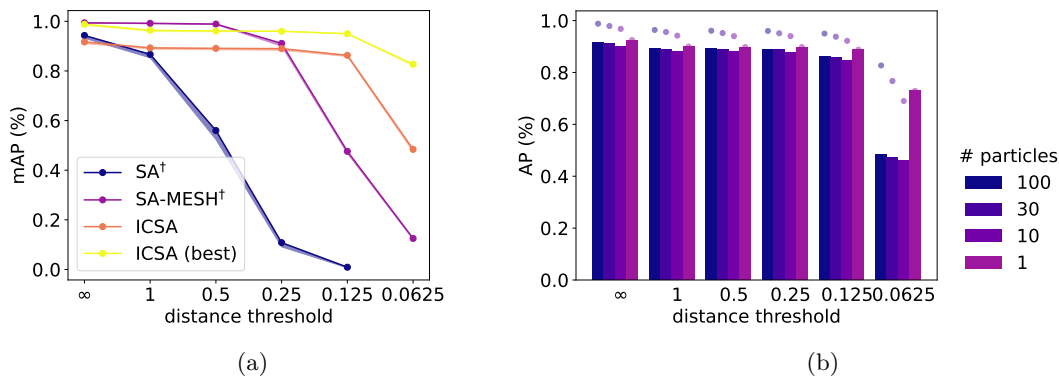 1.0
0.8
0.6
0.4
0.2
0.0
mAP (%)
SA†
SA-MESH†
ICSA
ICSA (best)
∞ 1 0.5 0.25 0.125 0.0625
distance threshold
(a)
1.0
0.8
0.6
0.4
0.2
0.0
AP (%)
∞ 1 0.5 0.25 0.125 0.0625
distance threshold
# particles
100
30
10
1
(b)